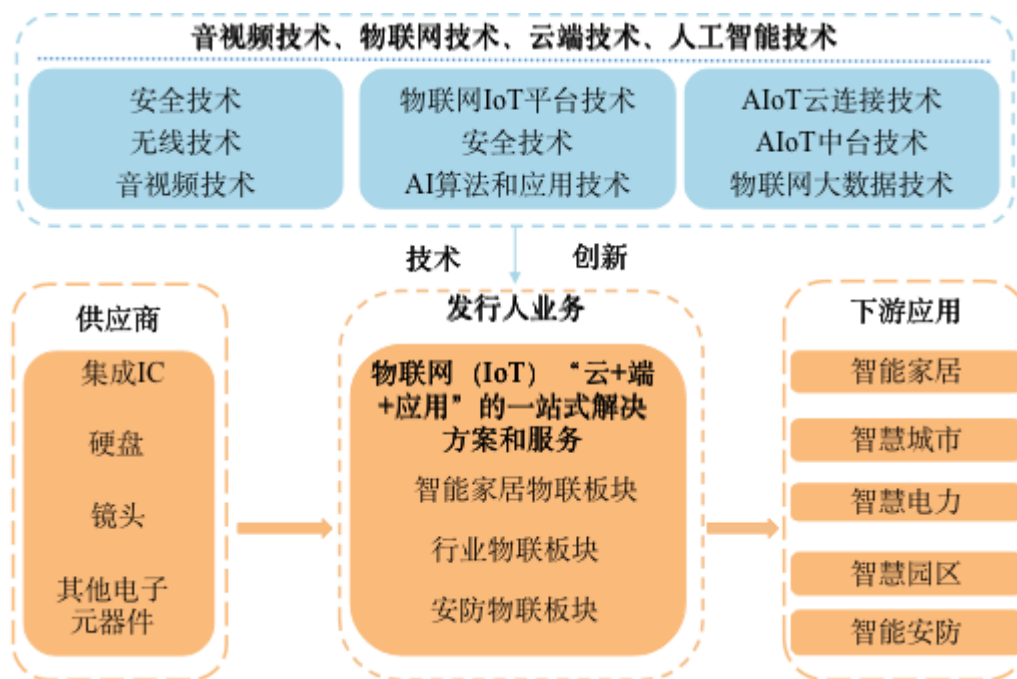 音视频技术、物联网技术、云端技术、人工智能技术
安全技术
无线技术
音视频技术
物联网IoT平台技术
安全技术
AI算法和应用技术
AIoT云连接技术
AIoT中台技术
物联网大数据技术
技术 创新
供应商
集成IC
硬盘
镜头
其他电子
元器件
发行人业务
物联网（IoT）“云+端
+应用”的一站式解决
方案和服务
智能家居物联板块
行业物联板块
安防物联板块
下游应用
智能家居
智慧城市
智慧电力
智慧园区
智能安防